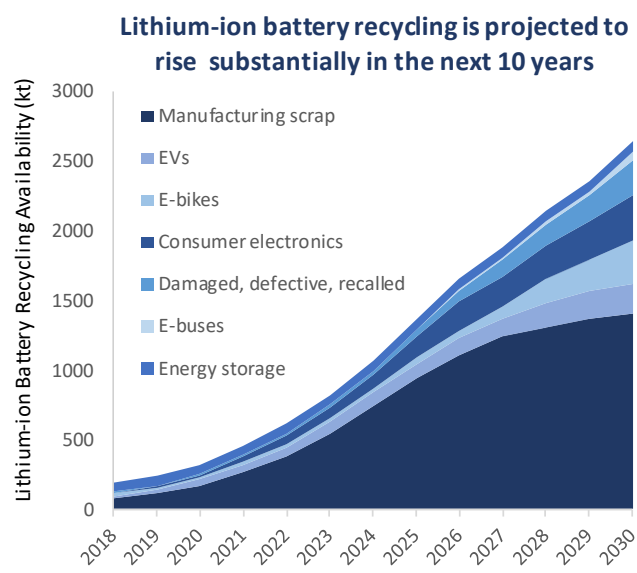 Lithium-ion battery recycling is projected to
rise substantially in the next 10 years
Lithium-ion Battery Recycling Availability (kt)
3000
2500
2000
1500
1000
500
0
Manufacturing scrap
EVs
E-bikes
Consumer electronics
Damaged, defective, recalled
E-buses
Energy storage
2018
2019
2020
2021
2022
2023
2024
2025
2026
2027
2028
2029
2030